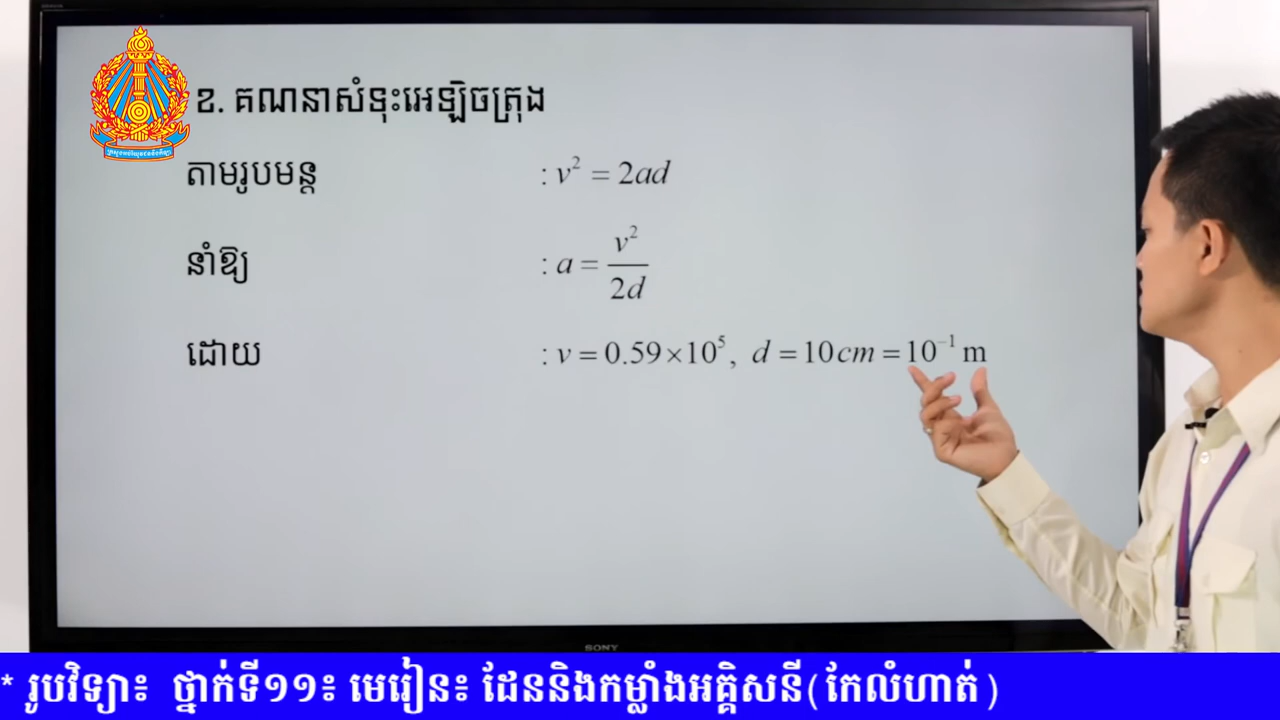 ខ. គណនាសំទុះអេឡិចត្រុង
តាមរូបមន្ត : v² = 2ad
នាំឱ្យ : a = v²/2d
ដោយ : v = 0.59×10⁵, d = 10cm = 10⁻¹ m
SONY
* រូបវិទ្យា៖ ថ្នាក់ទី១១៖ មេរៀន៖ ដែននិងកម្លាំងអគ្គិសនី(កែលំហាត់)